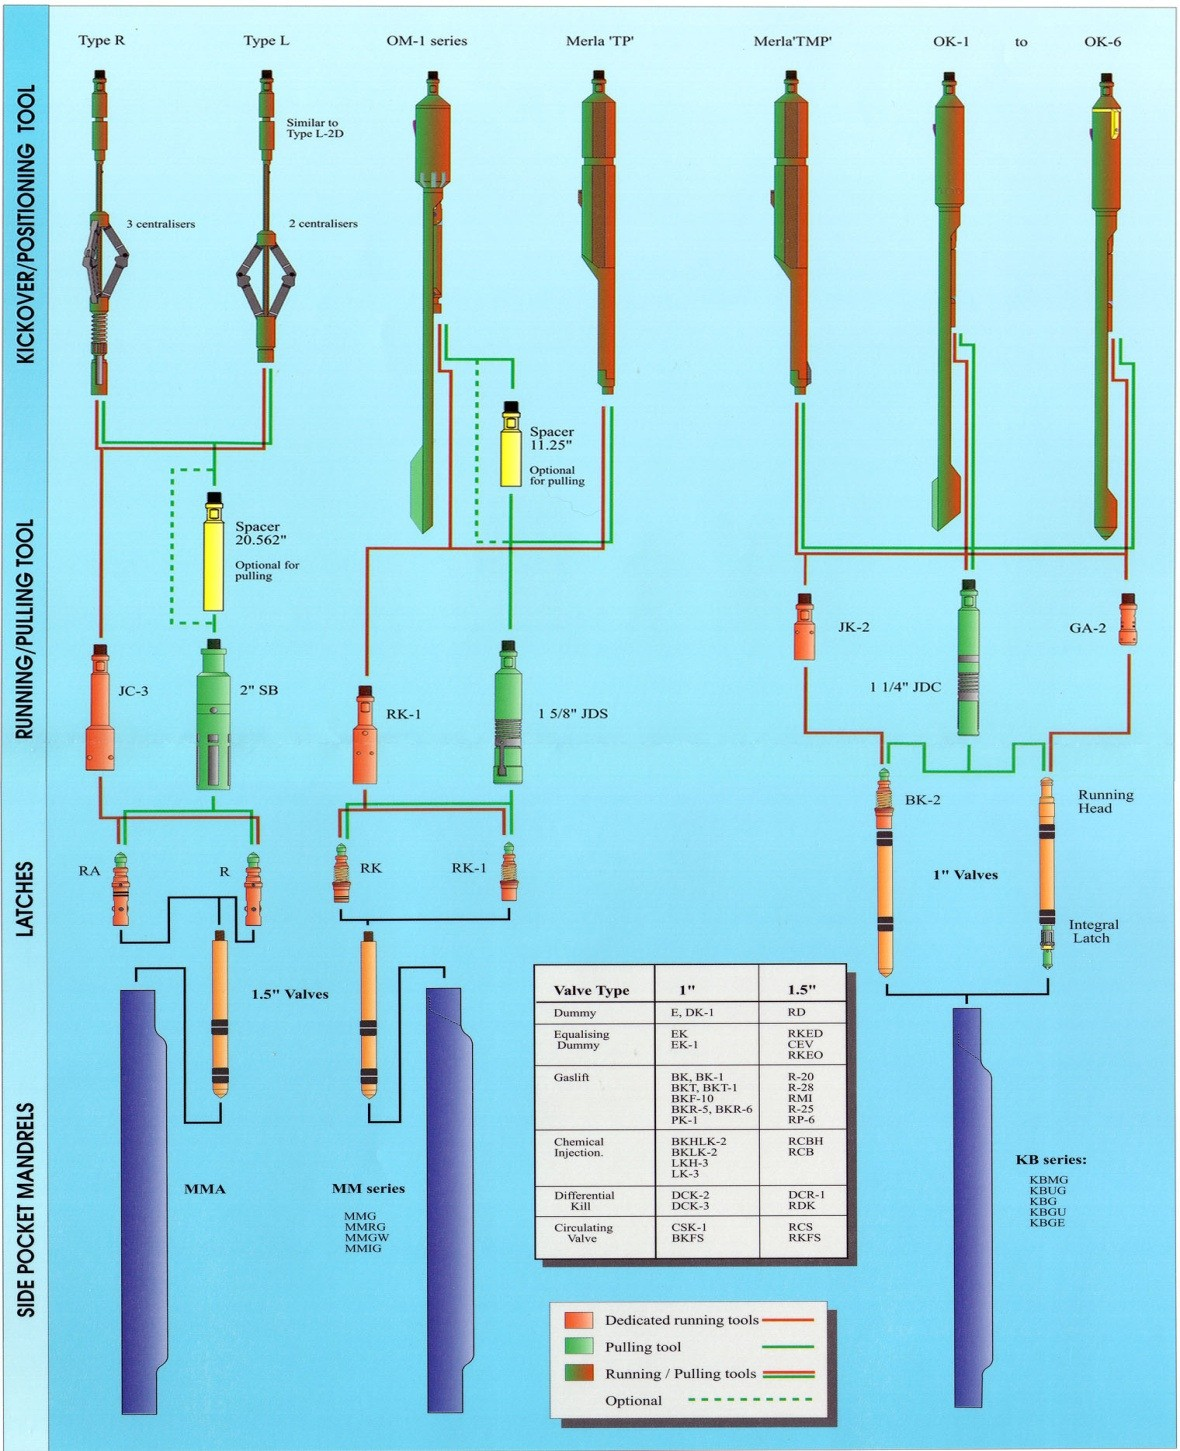 Type R
Type L
OM-1 series
Merla 'TP'
Merla'TMP'
OK-1 to OK-6
KICKOVER/POSITIONING TOOL
Similar to
Type L-2D
3 centralisers
2 centralisers
RUNNING/PULLING TOOL
Spacer
11.25"
Optional
for pulling
Spacer
20.562"
Optional for
pulling
JC-3
2" SB
RK-1
1 5/8" JDS
JK-2
1 1/4" JDC
GA-2
LATCHES
RA
R
RK
RK-1
BK-2
Running
Head
1" Valves
Integral
Latch
SIDE POCKET MANDRELS
1.5" Valves
MMA
MM series
MMG
MMRG
MMGW
MMIG
KB series:
KBMG
KBUG
KBG
KBGU
KBGE
Valve Type 1" 1.5"
Dummy E, DK-1 RD
Equalising EK RKED
Dummy EK-1 CEV
RKEO
Gaslift BK, BK-1 R-20
BKT, BKT-1 R-28
BKF-10 RMI
BKR-5, BKR-6 R-25
PK-1 RP-6
Chemical BKHLK-2 RCBH
Injection. BKLK-2 RCB
LKH-3
LK-3
Differential DCK-2 DCR-1
Kill DCK-3 RDK
Circulating CSK-1 RCS
Valve BKFS RKFS
Dedicated running tools
Pulling tool
Running / Pulling tools
Optional